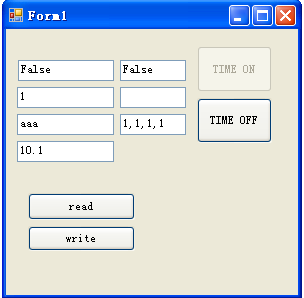 Form1
False False TIME ON
1
aaa 1,1,1,1 TIME OFF
10.1
read
write